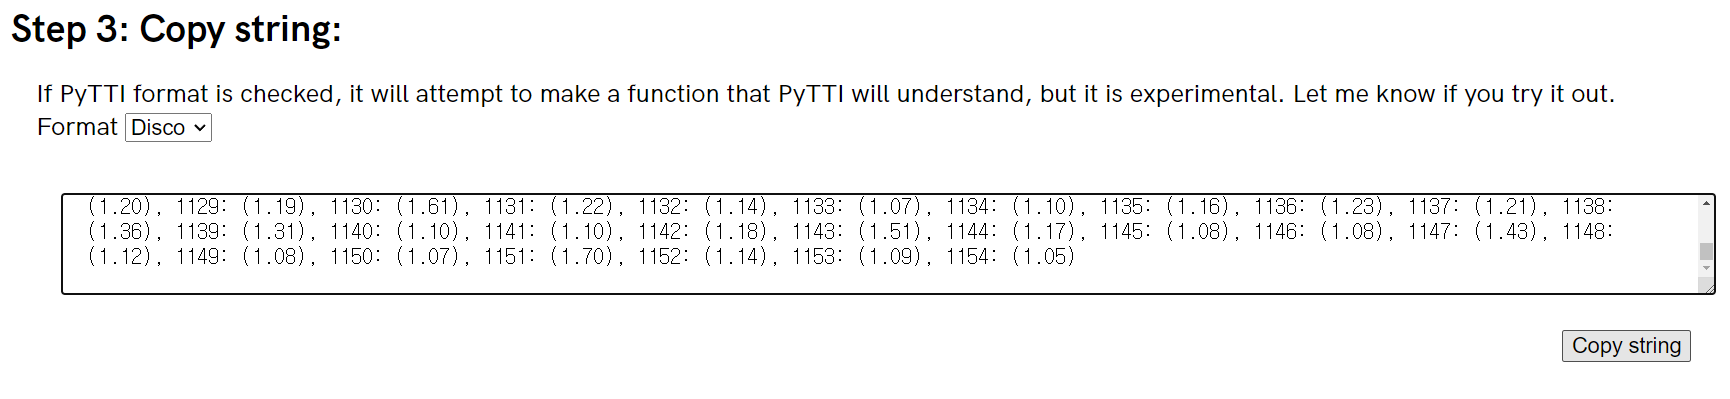 Step 3: Copy string:
If PyTTI format is checked, it will attempt to make a function that PyTTI will understand, but it is experimental. Let me know if you try it out.
Format Disco
(1.20), 1129: (1.19), 1130: (1.61), 1131: (1.22), 1132: (1.14), 1133: (1.07), 1134: (1.10), 1135: (1.16), 1136: (1.23), 1137: (1.21), 1138:
(1.36), 1139: (1.31), 1140: (1.10), 1141: (1.10), 1142: (1.18), 1143: (1.51), 1144: (1.17), 1145: (1.08), 1146: (1.08), 1147: (1.43), 1148:
(1.12), 1149: (1.08), 1150: (1.07), 1151: (1.70), 1152: (1.14), 1153: (1.09), 1154: (1.05)
Copy string